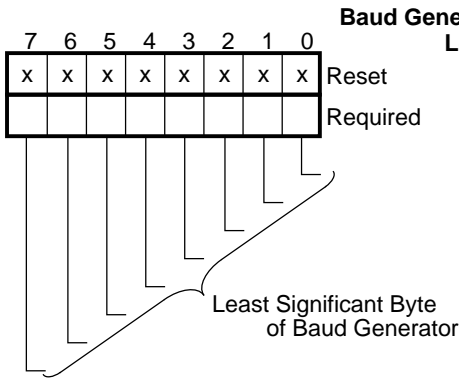 Baud Gene
L
7 6 5 4 3 2 1 0
x x x x x x x x Reset
Required
Least Significant Byte
of Baud Generator